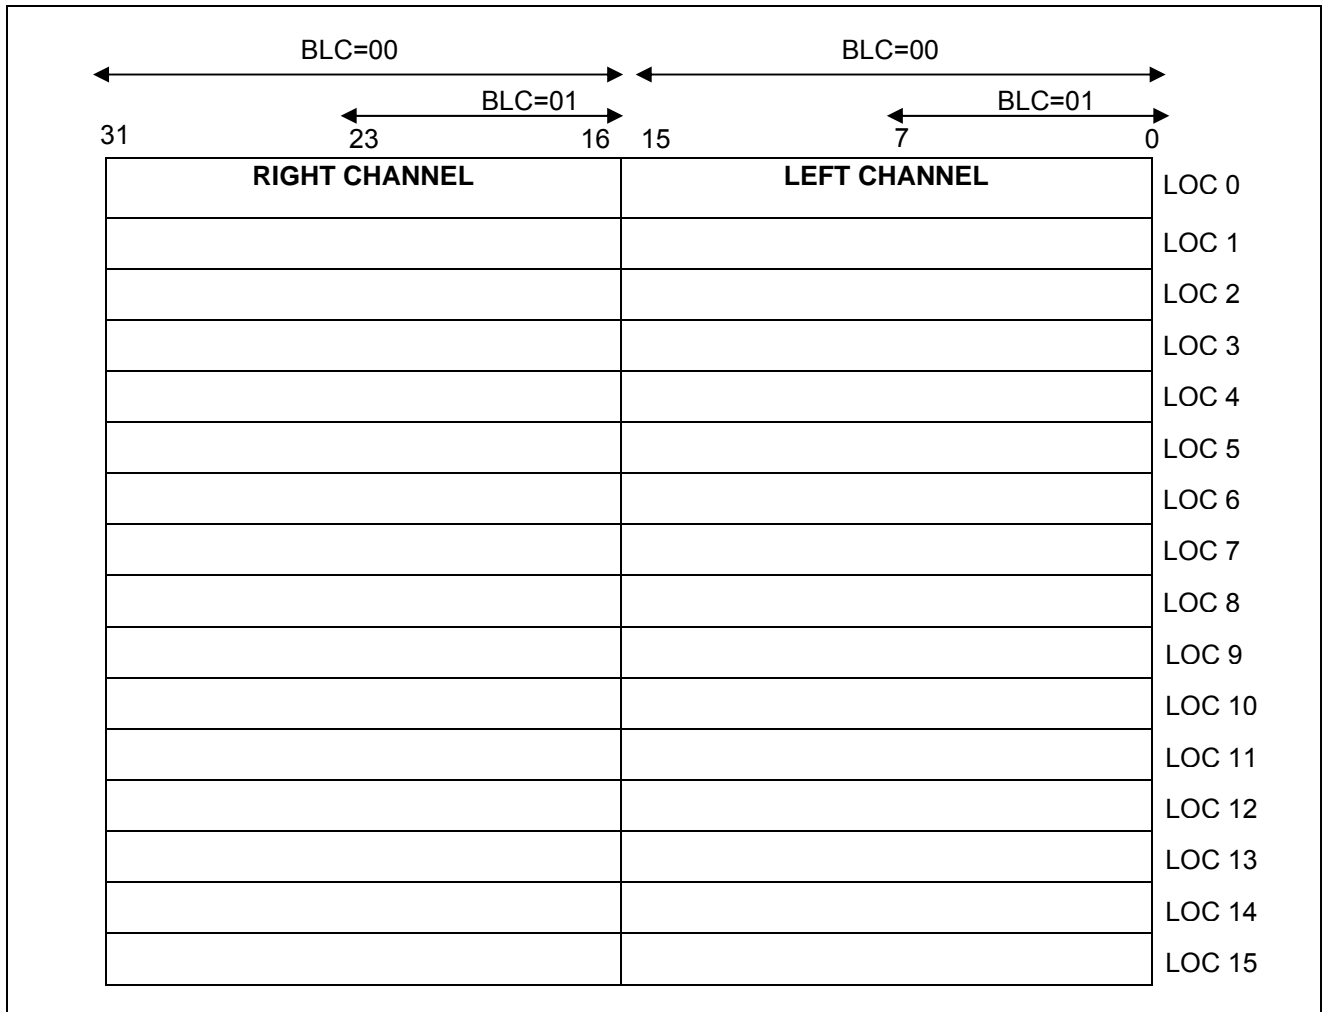 BLC=00 BLC=00
BLC=01 BLC=01
31 23 16 15 7 0
RIGHT CHANNEL LEFT CHANNEL LOC 0
LOC 1
LOC 2
LOC 3
LOC 4
LOC 5
LOC 6
LOC 7
LOC 8
LOC 9
LOC 10
LOC 11
LOC 12
LOC 13
LOC 14
LOC 15